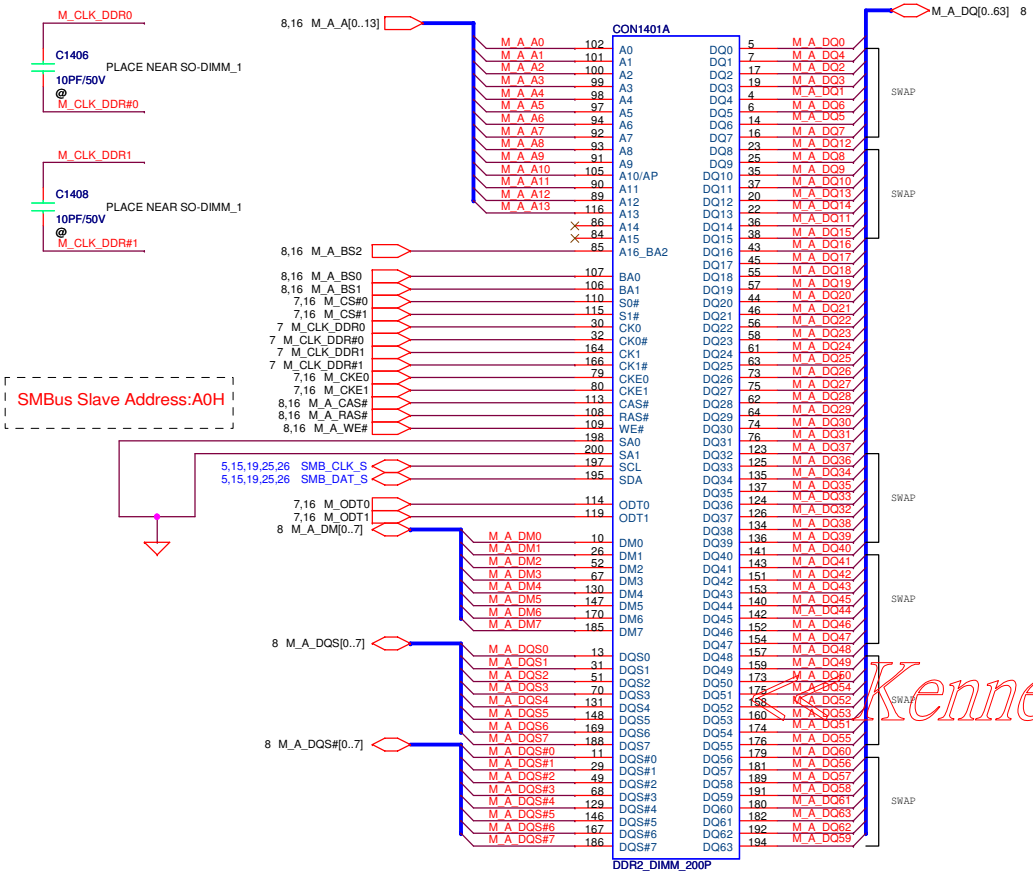 M_CLK_DDR0
C1406
PLACE NEAR SO-DIMM_1
10PF/50V
@
M_CLK_DDR#0
M_CLK_DDR1
C1408
PLACE NEAR SO-DIMM_1
10PF/50V
@
M_CLK_DDR#1
SMBus Slave Address:A0H
8,16 M_A_A[0..13]
M_A_DQ[0..63] 8
CON1401A
M_A_A0 102 A0 DQ0 5 M_A_DQ0
M_A_A1 101 A1 DQ1 7 M_A_DQ4
M_A_A2 100 A2 DQ2 17 M_A_DQ2
M_A_A3 99 A3 DQ3 19 M_A_DQ3
M_A_A4 98 A4 DQ4 4 M_A_DQ1
M_A_A5 97 A5 DQ5 6 M_A_DQ6
M_A_A6 94 A6 DQ6 14 M_A_DQ5
M_A_A7 92 A7 DQ7 16 M_A_DQ7
M_A_A8 93 A8 DQ8 23 M_A_DQ12
M_A_A9 91 A9 DQ9 25 M_A_DQ8
M_A_A10 105 A10/AP DQ10 35 M_A_DQ9
M_A_A11 90 A11 DQ11 37 M_A_DQ10
M_A_A12 89 A12 DQ12 20 M_A_DQ13
M_A_A13 116 A13 DQ13 22 M_A_DQ14
86 A14 DQ14 36 M_A_DQ11
84 A15 DQ15 38 M_A_DQ15
8,16 M_A_BS2 85 A16_BA2 DQ16 43 M_A_DQ16
DQ17 45 M_A_DQ17
8,16 M_A_BS0 107 BA0 DQ18 55 M_A_DQ18
8,16 M_A_BS1 106 BA1 DQ19 57 M_A_DQ19
7,16 M_CS#0 110 S0# DQ20 44 M_A_DQ20
7,16 M_CS#1 115 S1# DQ21 46 M_A_DQ21
7 M_CLK_DDR0 30 CK0 DQ22 56 M_A_DQ22
7 M_CLK_DDR#0 32 CK0# DQ23 58 M_A_DQ23
7 M_CLK_DDR1 164 CK1 DQ24 61 M_A_DQ24
7 M_CLK_DDR#1 166 CK1# DQ25 63 M_A_DQ25
7,16 M_CKE0 79 CKE0 DQ26 73 M_A_DQ26
7,16 M_CKE1 80 CKE1 DQ27 75 M_A_DQ27
8,16 M_A_CAS# 113 CAS# DQ28 62 M_A_DQ28
8,16 M_A_RAS# 108 RAS# DQ29 64 M_A_DQ29
8,16 M_A_WE# 109 WE# DQ30 74 M_A_DQ30
198 SA0 DQ31 76 M_A_DQ31
200 SA1 DQ32 123 M_A_DQ37
5,15,19,25,26 SMB_CLK_S 197 SCL DQ33 125 M_A_DQ36
5,15,19,25,26 SMB_DAT_S 195 SDA DQ34 135 M_A_DQ34
DQ35 137 M_A_DQ35
7,16 M_ODT0 114 ODT0 DQ36 124 M_A_DQ33
7,16 M_ODT1 119 ODT1 DQ37 126 M_A_DQ32
8 M_A_DM[0..7] DQ38 134 M_A_DQ38
M_A_DM0 10 DM0 DQ39 136 M_A_DQ39
M_A_DM1 26 DM1 DQ40 141 M_A_DQ40
M_A_DM2 52 DM2 DQ41 143 M_A_DQ41
M_A_DM3 67 DM3 DQ42 151 M_A_DQ42
M_A_DM4 130 DM4 DQ43 153 M_A_DQ43
M_A_DM5 147 DM5 DQ44 140 M_A_DQ45
M_A_DM6 170 DM6 DQ45 142 M_A_DQ44
M_A_DM7 185 DM7 DQ46 152 M_A_DQ46
8 M_A_DQS[0..7] DQ47 154 M_A_DQ47
M_A_DQS0 13 DQS0 DQ48 157 M_A_DQ48
M_A_DQS1 31 DQS1 DQ49 159 M_A_DQ49
M_A_DQS2 51 DQS2 DQ50 173 M_A_DQ50
M_A_DQS3 70 DQS3 DQ51 175 M_A_DQ54
M_A_DQS4 131 DQS4 DQ52 158 M_A_DQ52
M_A_DQS5 148 DQS5 DQ53 160 M_A_DQ53
M_A_DQS6 169 DQS6 DQ54 174 M_A_DQ51
M_A_DQS7 188 DQS7 DQ55 176 M_A_DQ55
8 M_A_DQS#[0..7]
M_A_DQS#0 11 DQS#0 DQ56 179 M_A_DQ60
M_A_DQS#1 29 DQS#1 DQ57 181 M_A_DQ56
M_A_DQS#2 49 DQS#2 DQ58 189 M_A_DQ57
M_A_DQS#3 68 DQS#3 DQ59 191 M_A_DQ58
M_A_DQS#4 129 DQS#4 DQ60 180 M_A_DQ61
M_A_DQS#5 146 DQS#5 DQ61 182 M_A_DQ63
M_A_DQS#6 167 DQS#6 DQ62 192 M_A_DQ62
M_A_DQS#7 186 DQS#7 DQ63 194 M_A_DQ59
DDR2_DIMM_200P
SWAP
SWAP
SWAP
SWAP
SWAP
SWAP